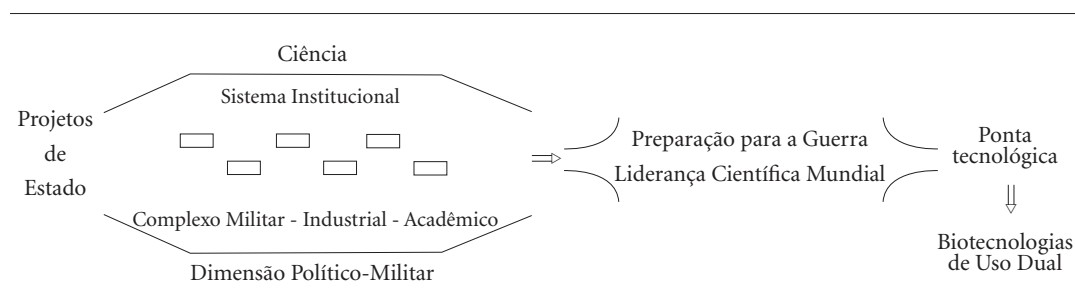 Ciência
Sistema Institucional
Projetos
de
Estado
Complexo Militar - Industrial - Acadêmico
Dimensão Político-Militar
Preparação para a Guerra
Liderança Científica Mundial
Ponta
tecnológica
Biotecnologias
de Uso Dual